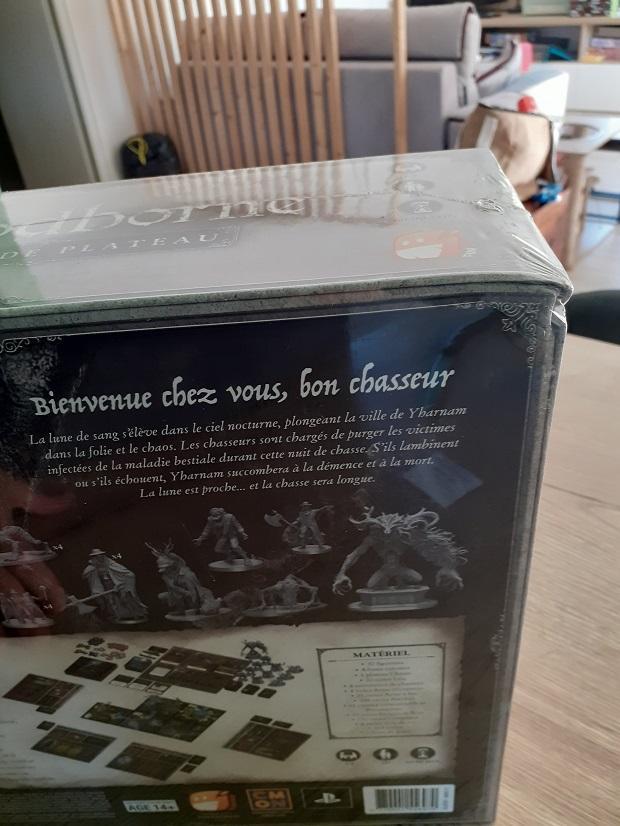 DE PLATEAU
Bienvenue chez vous, bon chasseur
La lune de sang s'élève dans le ciel nocturne, plongeant la ville de Yharnam
dans la folie et le chaos. Les chasseurs sont chargés de purger les victimes
infectées de la maladie bestiale durant cette nuit de chasse. S'ils lambinent
ou s'ils échouent, Yharnam succombera à la démence et à la mort.
La lune est proche... et la chasse sera longue.
x4
x4
MATÉRIEL
AGE 14+
CMON